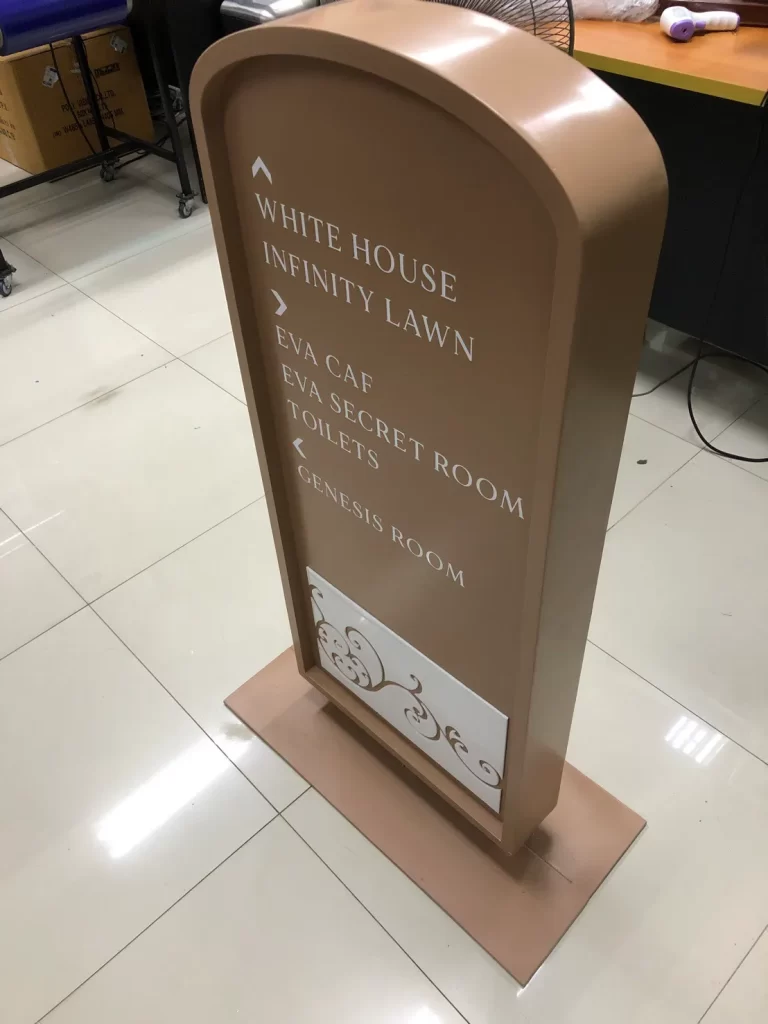 WHITE HOUSE
INFINITY LAWN
EVA CAF
EVA SECRET ROOM
TOILETS
GENESIS ROOM